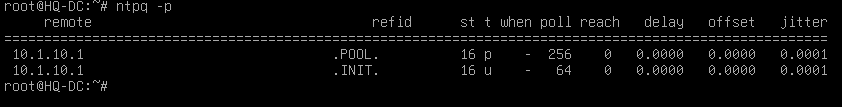 root@HQ-DC:~# ntpq -p
     remote                                   refid      st t when poll reach   delay   offset   jitter
=======================================================================================================
 10.1.10.1                               .POOL.          16 p    -  256    0   0.0000   0.0000   0.0001
 10.1.10.1                               .INIT.          16 u    -   64    0   0.0000   0.0000   0.0001
root@HQ-DC:~#